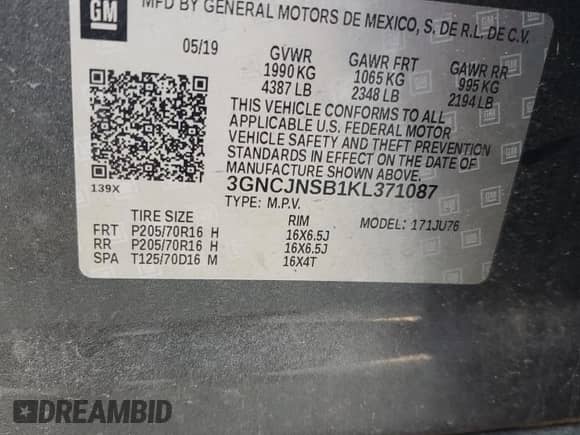 GM
MFD BY GENERAL MOTORS DE MEXICO, S. DE R.L. DE C.V.
05/19 GVWR GAWR FRT GAWR RR
1990 KG 1065 KG 995 KG
4387 LB 2348 LB 2194 LB
THIS VEHICLE CONFORMS TO ALL
APPLICABLE U.S. FEDERAL MOTOR
VEHICLE SAFETY AND THEFT PREVENTION
STANDARDS IN EFFECT ON THE DATE OF
MANUFACTURE SHOWN ABOVE.
139X 3GNCJNSB1KL371087
TYPE: M.P.V. MODEL: 171JU76
TIRE SIZE RIM
FRT P205/70R16 H 16X6.5J
RR P205/70R16 H 16X6.5J
SPA T125/70D16 M 16X4T
DREAMBID